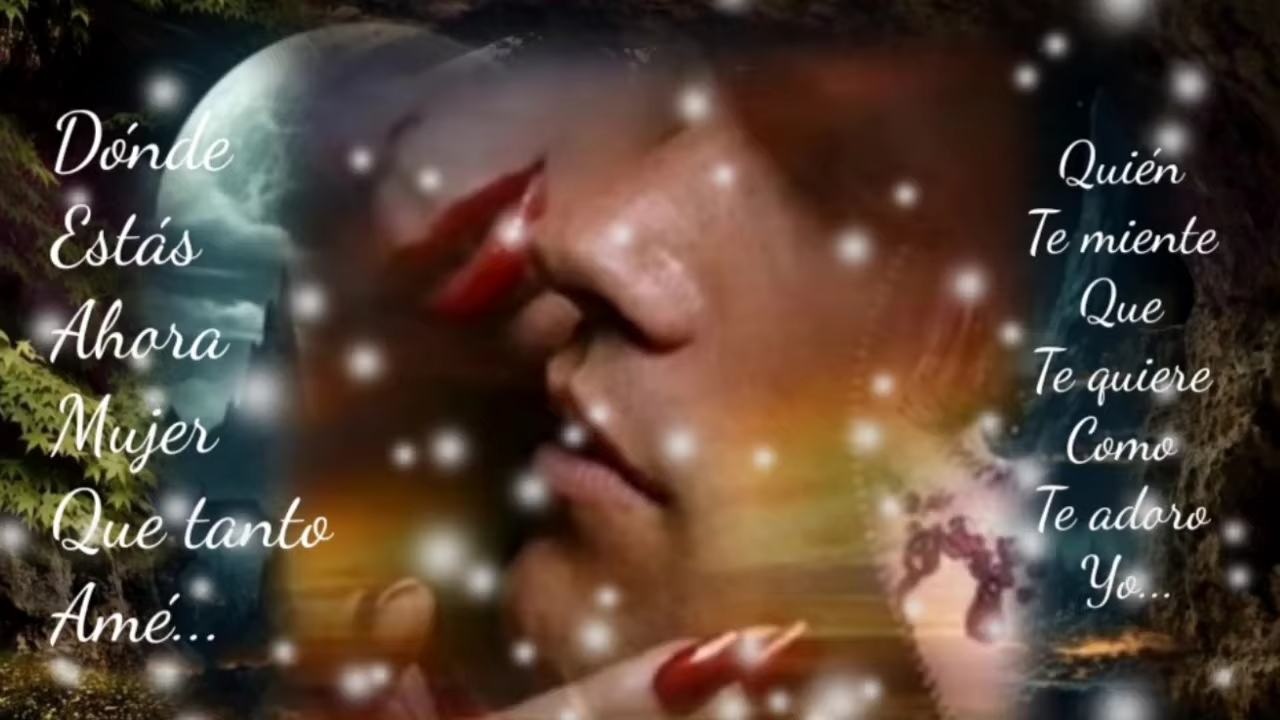 Dónde
Estás
Ahora
Mujer
Que tanto
Amé...
Quién
Te miente
Que
Te quiere
Como
Te adoro
Yo...